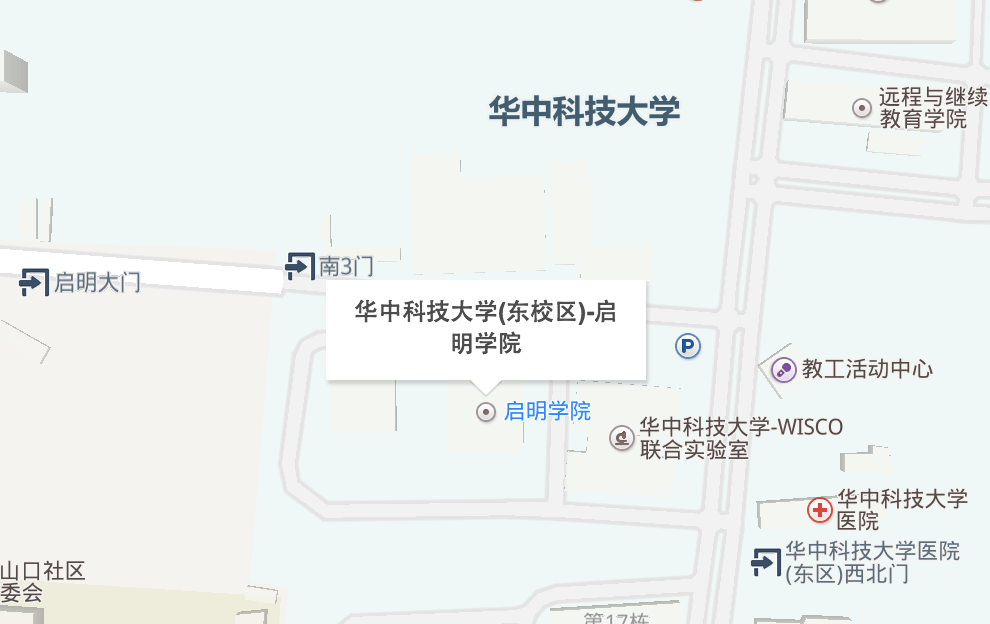 华中科技大学
远程与继续
教育学院
南3门
启明大门
华中科技大学(东校区)-启
明学院
P
教工活动中心
启明学院
华中科技大学-WISCO
联合实验室
华中科技大学
医院
华中科技大学医院
(东区)西北门
山口社区
委会
第17栋